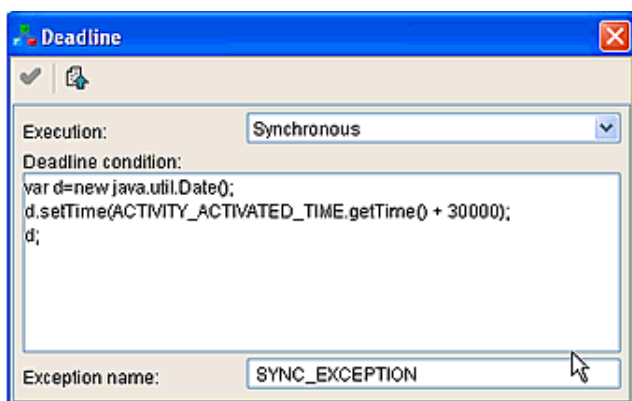 Deadline
Execution: Synchronous
Deadline condition:
var d=new java.util.Date();
d.setTime(ACTIVITY_ACTIVATED_TIME.getTime() + 30000);
d;
Exception name: SYNC_EXCEPTION